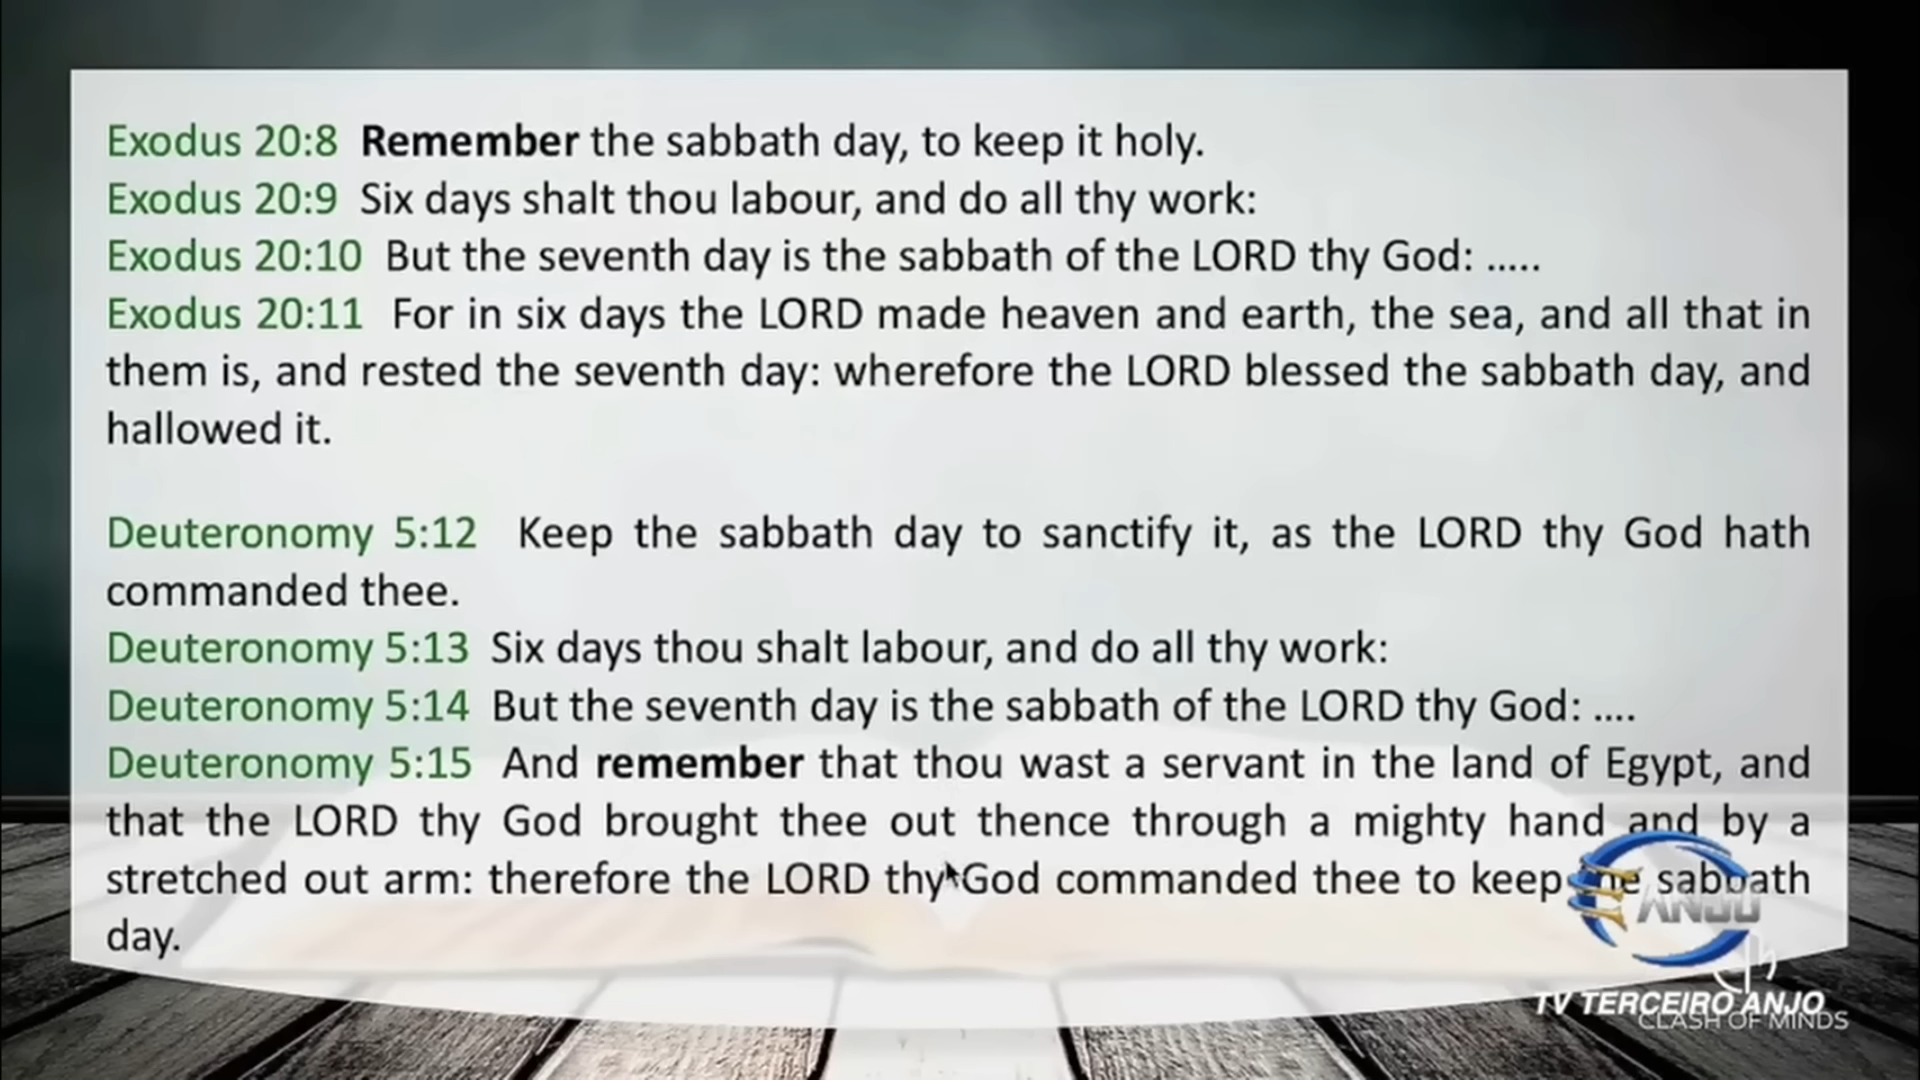 Exodus 20:8 Remember the sabbath day, to keep it holy.
Exodus 20:9 Six days shalt thou labour, and do all thy work:
Exodus 20:10 But the seventh day is the sabbath of the LORD thy God: .....
Exodus 20:11 For in six days the LORD made heaven and earth, the sea, and all that in
them is, and rested the seventh day: wherefore the LORD blessed the sabbath day, and
hallowed it.
Deuteronomy 5:12 Keep the sabbath day to sanctify it, as the LORD thy God hath
commanded thee.
Deuteronomy 5:13 Six days thou shalt labour, and do all thy work:
Deuteronomy 5:14 But the seventh day is the sabbath of the LORD thy God: ....
Deuteronomy 5:15 And remember that thou wast a servant in the land of Egypt, and
that the LORD thy God brought thee out thence through a mighty hand and by a
stretched out arm: therefore the LORD thy God commanded thee to keep the sabbath
day.
ANJO
TV TERCEIRO ANJO
CLASH OF MINDS